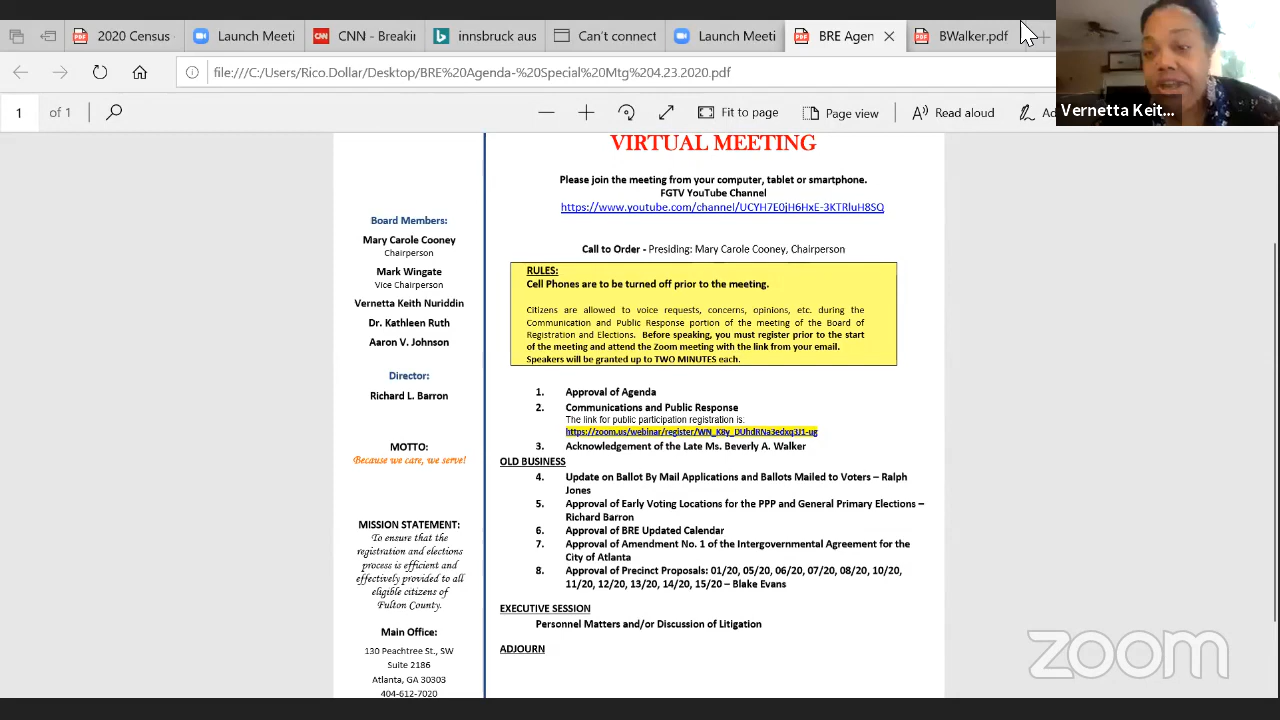 2020 Census
Launch Meeti
CNN - Breakin
innsbruck aus
Can't connect
Launch Meeti
BRE Agen
BWalker.pdf
file:///C:/Users/Rico.Dollar/Desktop/BRE%20Agenda-%20Special%20Mtg%204.23.2020.pdf
1 of 1
Fit to page
Page view
Read aloud
Ad
Vernetta Keit...
VIRTUAL MEETING
Please join the meeting from your computer, tablet or smartphone.
FGTV YouTube Channel
https://www.youtube.com/channel/UCYH7E0jH6HxE-3KTRluH8SQ
Call to Order - Presiding: Mary Carole Cooney, Chairperson
RULES:
Cell Phones are to be turned off prior to the meeting.
Citizens are allowed to voice requests, concerns, opinions, etc. during the
Communication and Public Response portion of the meeting of the Board of
Registration and Elections. Before speaking, you must register prior to the start
of the meeting and attend the Zoom meeting with the link from your email.
Speakers will be granted up to TWO MINUTES each.
Board Members:
Mary Carole Cooney
Chairperson
Mark Wingate
Vice Chairperson
Vernetta Keith Nuriddin
Dr. Kathleen Ruth
Aaron V. Johnson
Director:
Richard L. Barron
MOTTO:
Because we care, we serve!
MISSION STATEMENT:
To ensure that the
registration and elections
process is efficient and
effectively provided to all
eligible citizens of
Fulton County.
Main Office:
130 Peachtree St., SW
Suite 2186
Atlanta, GA 30303
404-612-7020
1. Approval of Agenda
2. Communications and Public Response
The link for public participation registration is:
https://zoom.us/webinar/register/WN_K8y_DUhdRNa3edxq3J1-ug
3. Acknowledgement of the Late Ms. Beverly A. Walker
OLD BUSINESS
4. Update on Ballot By Mail Applications and Ballots Mailed to Voters – Ralph
Jones
5. Approval of Early Voting Locations for the PPP and General Primary Elections –
Richard Barron
6. Approval of BRE Updated Calendar
7. Approval of Amendment No. 1 of the Intergovernmental Agreement for the
City of Atlanta
8. Approval of Precinct Proposals: 01/20, 05/20, 06/20, 07/20, 08/20, 10/20,
11/20, 12/20, 13/20, 14/20, 15/20 – Blake Evans
EXECUTIVE SESSION
Personnel Matters and/or Discussion of Litigation
ADJOURN
zoom